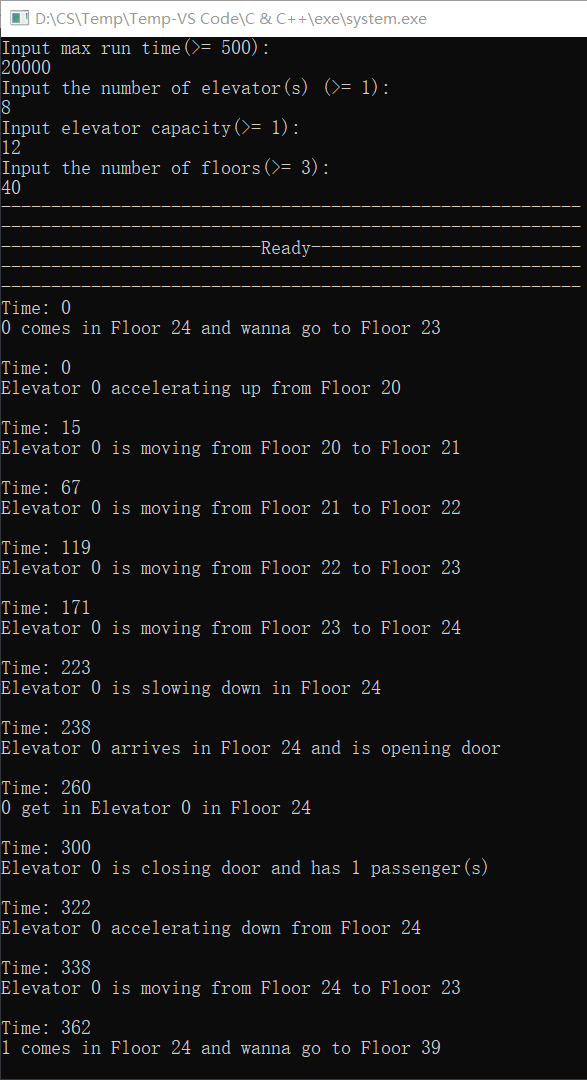 D:\CS\Temp\Temp-VS Code\C & C++\exe\system.exe
Input max run time(>= 500):
20000
Input the number of elevator(s) (>= 1):
8
Input elevator capacity(>= 1):
12
Input the number of floors(>= 3):
40
----------------------------------------------------------
----------------------------------------------------------
--------------------------Ready---------------------------
----------------------------------------------------------
----------------------------------------------------------
Time: 0
0 comes in Floor 24 and wanna go to Floor 23
Time: 0
Elevator 0 accelerating up from Floor 20
Time: 15
Elevator 0 is moving from Floor 20 to Floor 21
Time: 67
Elevator 0 is moving from Floor 21 to Floor 22
Time: 119
Elevator 0 is moving from Floor 22 to Floor 23
Time: 171
Elevator 0 is moving from Floor 23 to Floor 24
Time: 223
Elevator 0 is slowing down in Floor 24
Time: 238
Elevator 0 arrives in Floor 24 and is opening door
Time: 260
0 get in Elevator 0 in Floor 24
Time: 300
Elevator 0 is closing door and has 1 passenger(s)
Time: 322
Elevator 0 accelerating down from Floor 24
Time: 338
Elevator 0 is moving from Floor 24 to Floor 23
Time: 362
1 comes in Floor 24 and wanna go to Floor 39